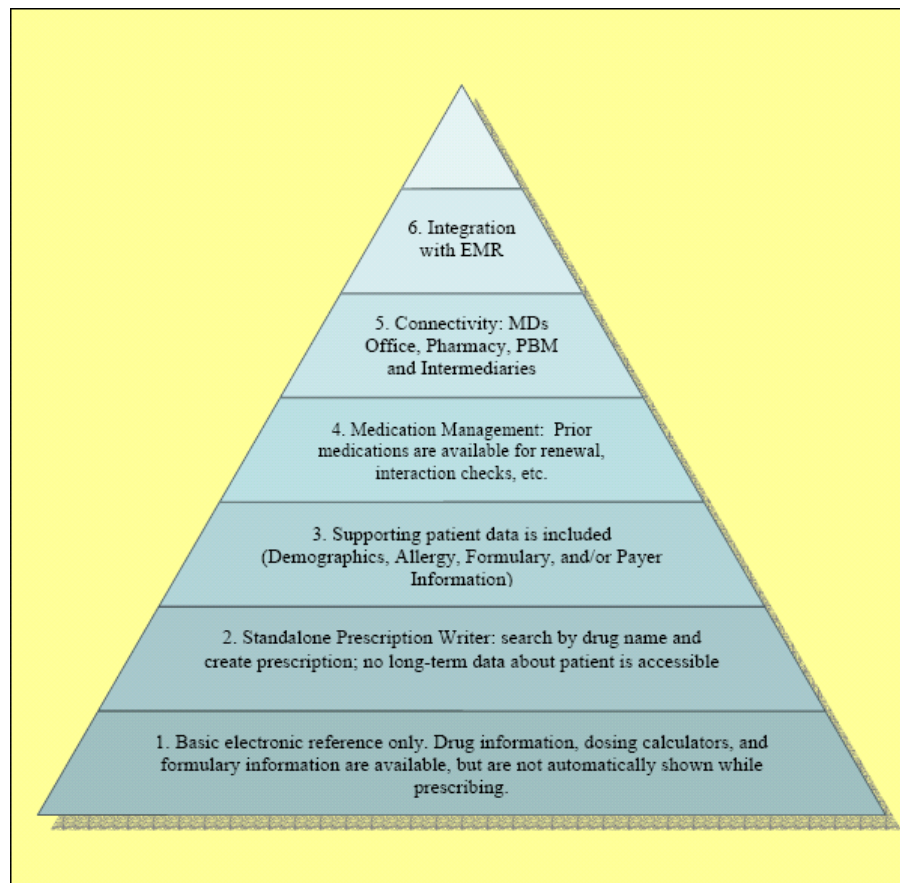 6. Integration
with EMR
5. Connectivity: MDs
Office, Pharmacy, PBM
and Intermediaries
4. Medication Management:  Prior
medications are available for renewal,
interaction checks, etc.
3. Supporting patient data is included
(Demographics, Allergy, Formulary, and/or Payer
Information)
2. Standalone Prescription Writer: search by drug name and
create prescription; no long-term data about patient is accessible
1. Basic electronic reference only. Drug information, dosing calculators, and
formulary information are available, but are not automatically shown while
prescribing.